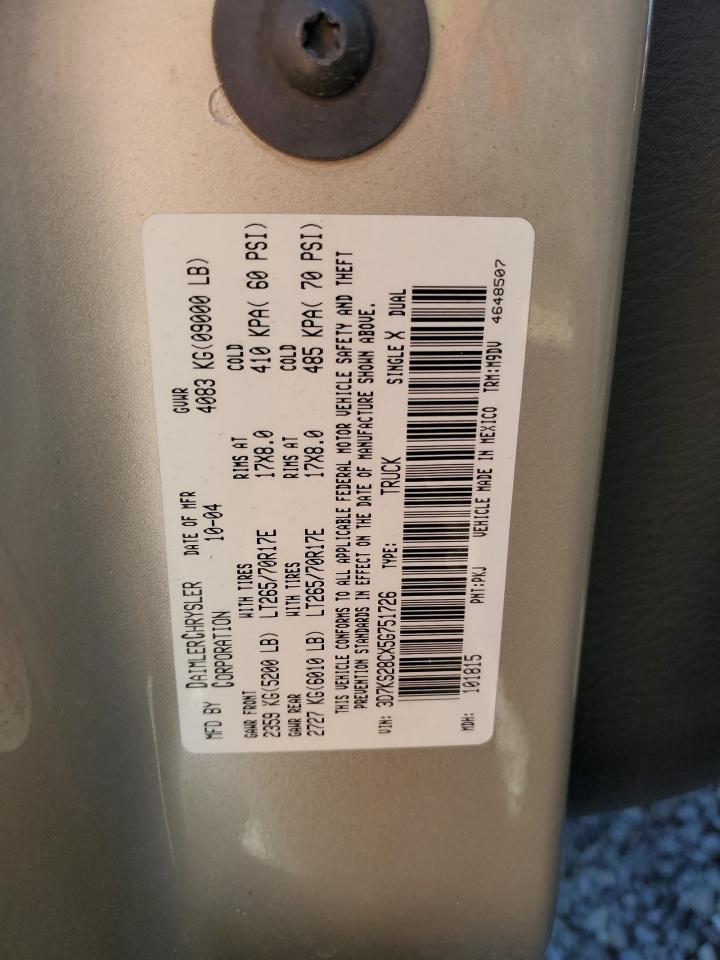 MFD BY DAIMLERCHRYSLER CORPORATION DATE OF MFR 10-04 GVWR 4083 KG(09000 LB)
GAWR FRONT WITH TIRES RIMS AT COLD
2359 KG(5200 LB) LT265/70R17E 17X8.0 410 KPA( 60 PSI)
GAWR REAR WITH TIRES RIMS AT COLD
2727 KG(6010 LB) LT265/70R17E 17X8.0 485 KPA( 70 PSI)
THIS VEHICLE CONFORMS TO ALL APPLICABLE FEDERAL MOTOR VEHICLE SAFETY AND THEFT
PREVENTION STANDARDS IN EFFECT ON THE DATE OF MANUFACTURE SHOWN ABOVE.
VIN: 3D7KS28CX5G751726 TYPE: TRUCK SINGLE X DUAL
MDH: 101815 PNT:PKJ VEHICLE MADE IN MEXICO TRM:M9DV 4648507